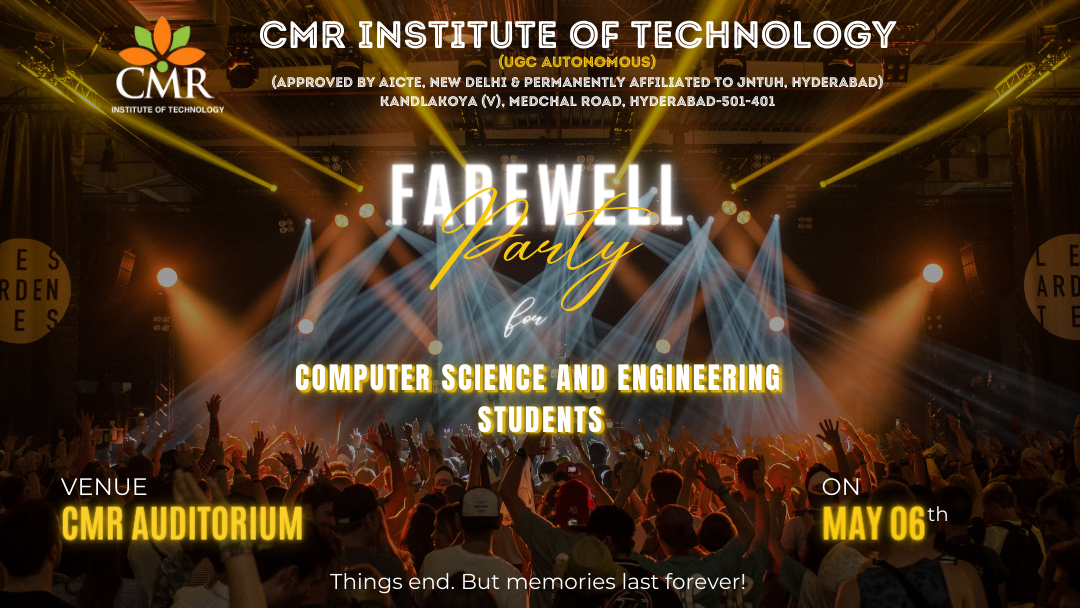 CMR
INSTITUTE OF TECHNOLOGY
CMR INSTITUTE OF TECHNOLOGY
(UGC AUTONOMOUS)
(APPROVED BY AICTE, NEW DELHI & PERMANENTLY AFFILIATED TO JNTUH, HYDERABAD)
KANDLAKOYA (V), MEDCHAL ROAD, HYDERABAD-501-401
FAREWELL
Party
for
COMPUTER SCIENCE AND ENGINEERING
STUDENTS
VENUE
CMR AUDITORIUM
ON
MAY 06th
Things end. But memories last forever!